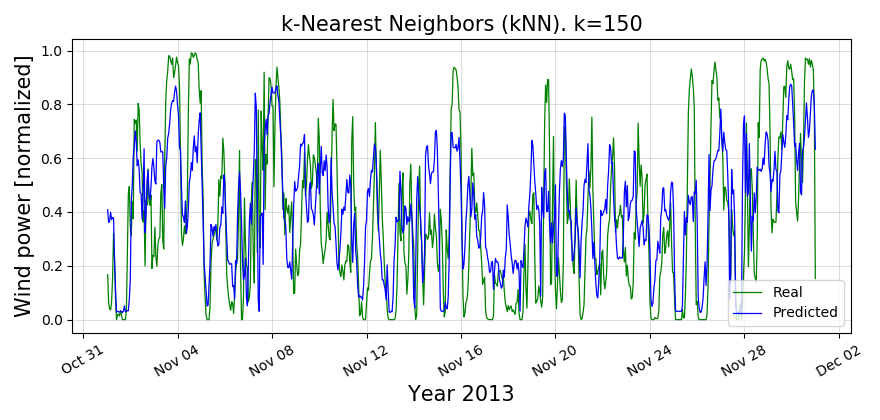 k-Nearest Neighbors (kNN). k=150
Wind power [normalized]
1.0
0.8
0.6
0.4
0.2
0.0
Real
Predicted
Oct 31
Nov 04
Nov 08
Nov 12
Nov 16
Nov 20
Nov 24
Nov 28
Dec 02
Year 2013